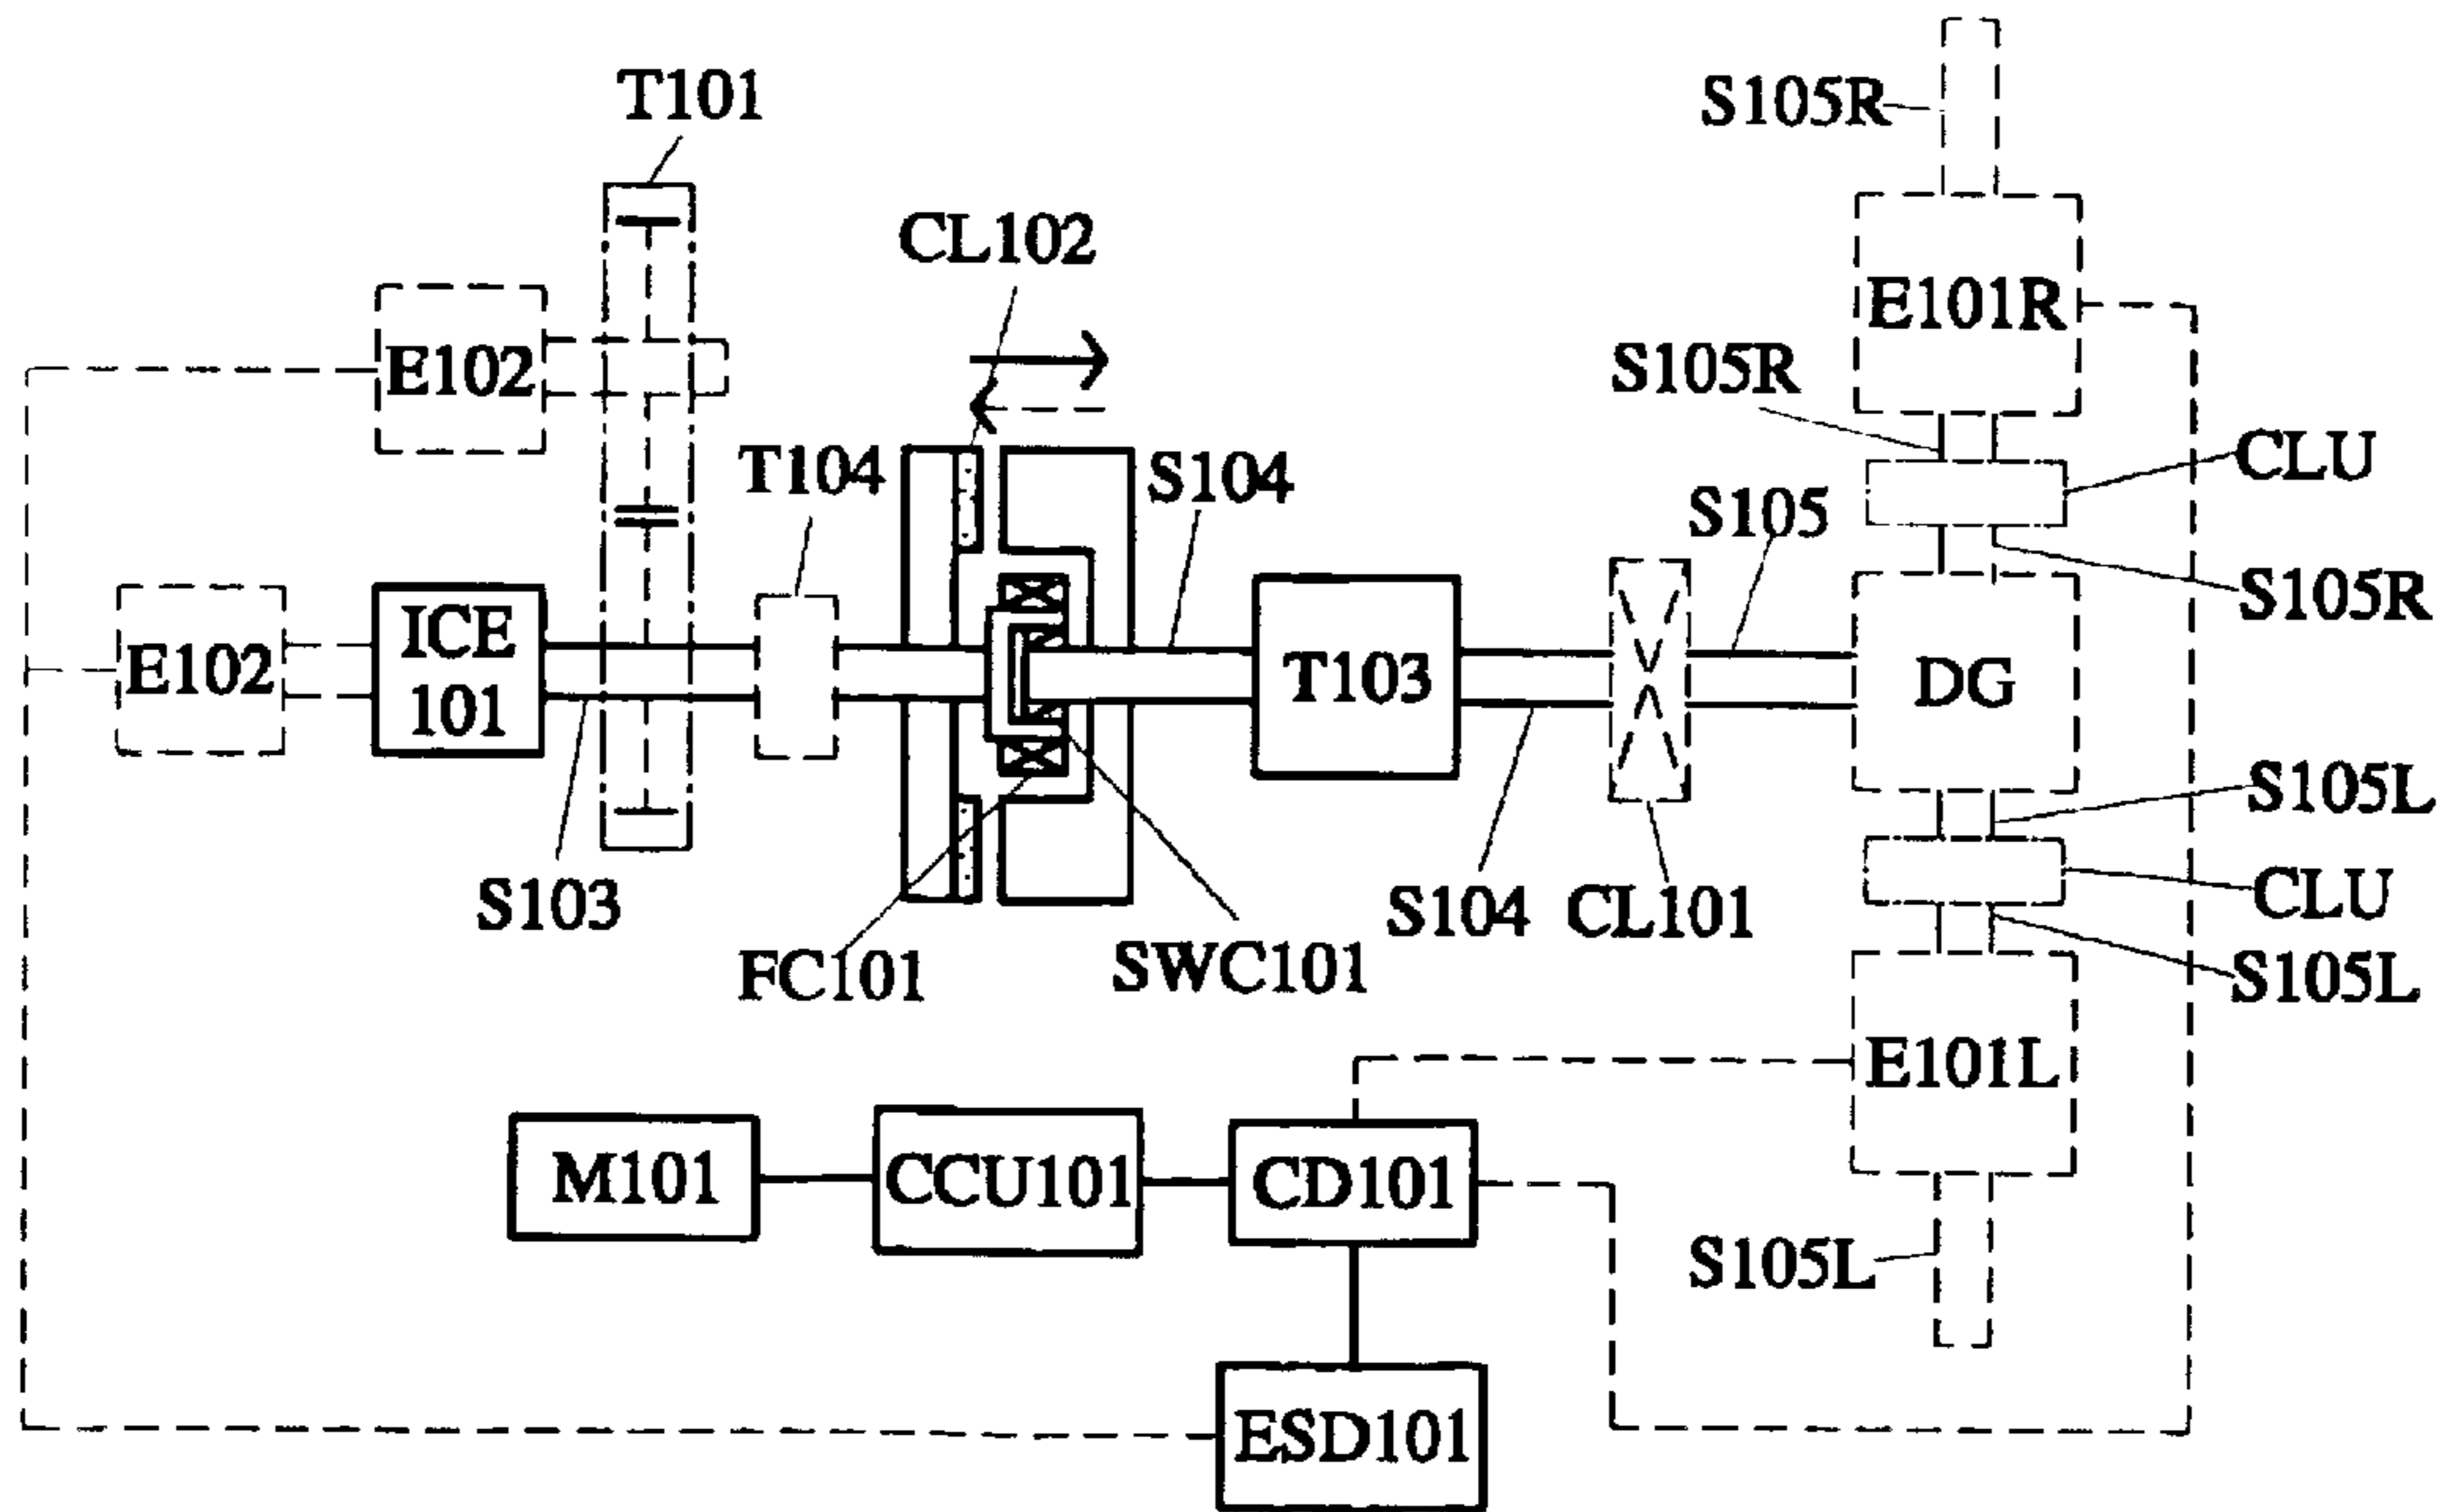 T101
S105R
CL102
E101R
E102
S105R
T104
S104
CLU
S105
S105R
E102
ICE
101
T103
DG
S105L
S103
S104
CL101
CLU
FC101
SWC101
S105L
E101L
M101
CCU101
CD101
S105L
ESD101